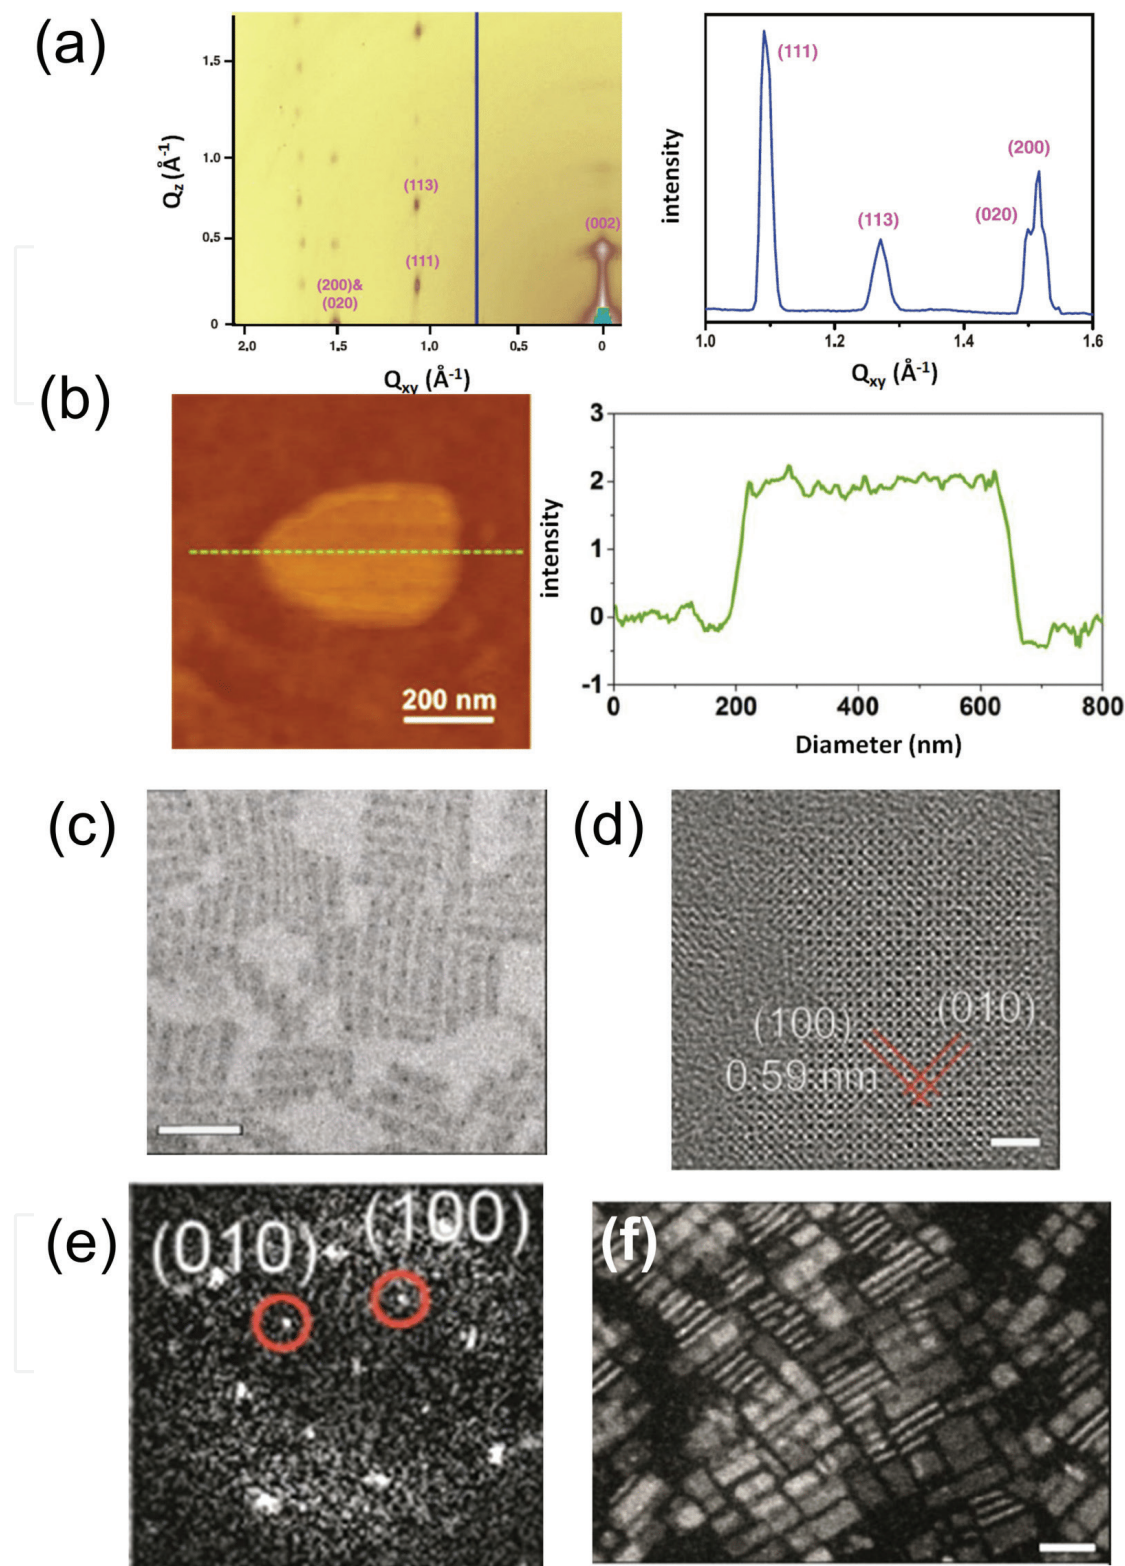 (a)
1.5
1.0
0.5
0
Q_z (Å⁻¹)
(113)
(111)
(002)
(200)&
(020)
2.0
1.5
1.0
0.5
0
Q_xy (Å⁻¹)
intensity
(111)
(113)
(200)
(020)
1.0
1.2
1.4
1.6
Q_xy (Å⁻¹)
(b)
200 nm
intensity
3
2
1
0
-1
0
200
400
600
800
Diameter (nm)
(c)
(d)
(100)
(010)
0.59 nm
(e)
(010)
(100)
(f)